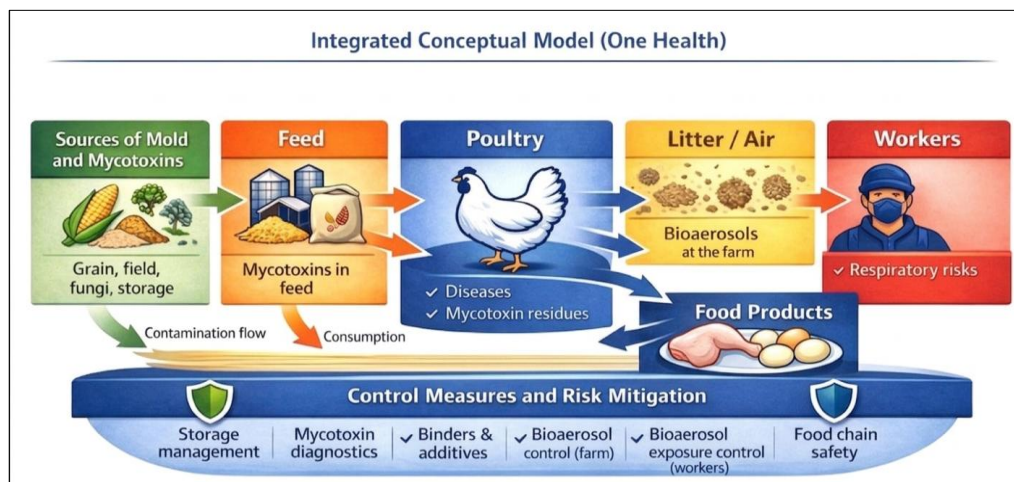 Integrated Conceptual Model (One Health)
Sources of Mold
and Mycotoxins
Grain, field,
fungi, storage
Feed
Mycotoxins in
feed
Poultry
✓ Diseases
✓ Mycotoxin residues
Litter / Air
Bioaerosols
at the farm
Workers
✓ Respiratory risks
Food Products
Contamination flow
Consumption
Control Measures and Risk Mitigation
Storage
management
Mycotoxin
diagnostics
✓ Binders &
additives
✓ Bioaerosol
control (farm)
✓ Bioaerosol
exposure control
(workers)
Food chain
safety